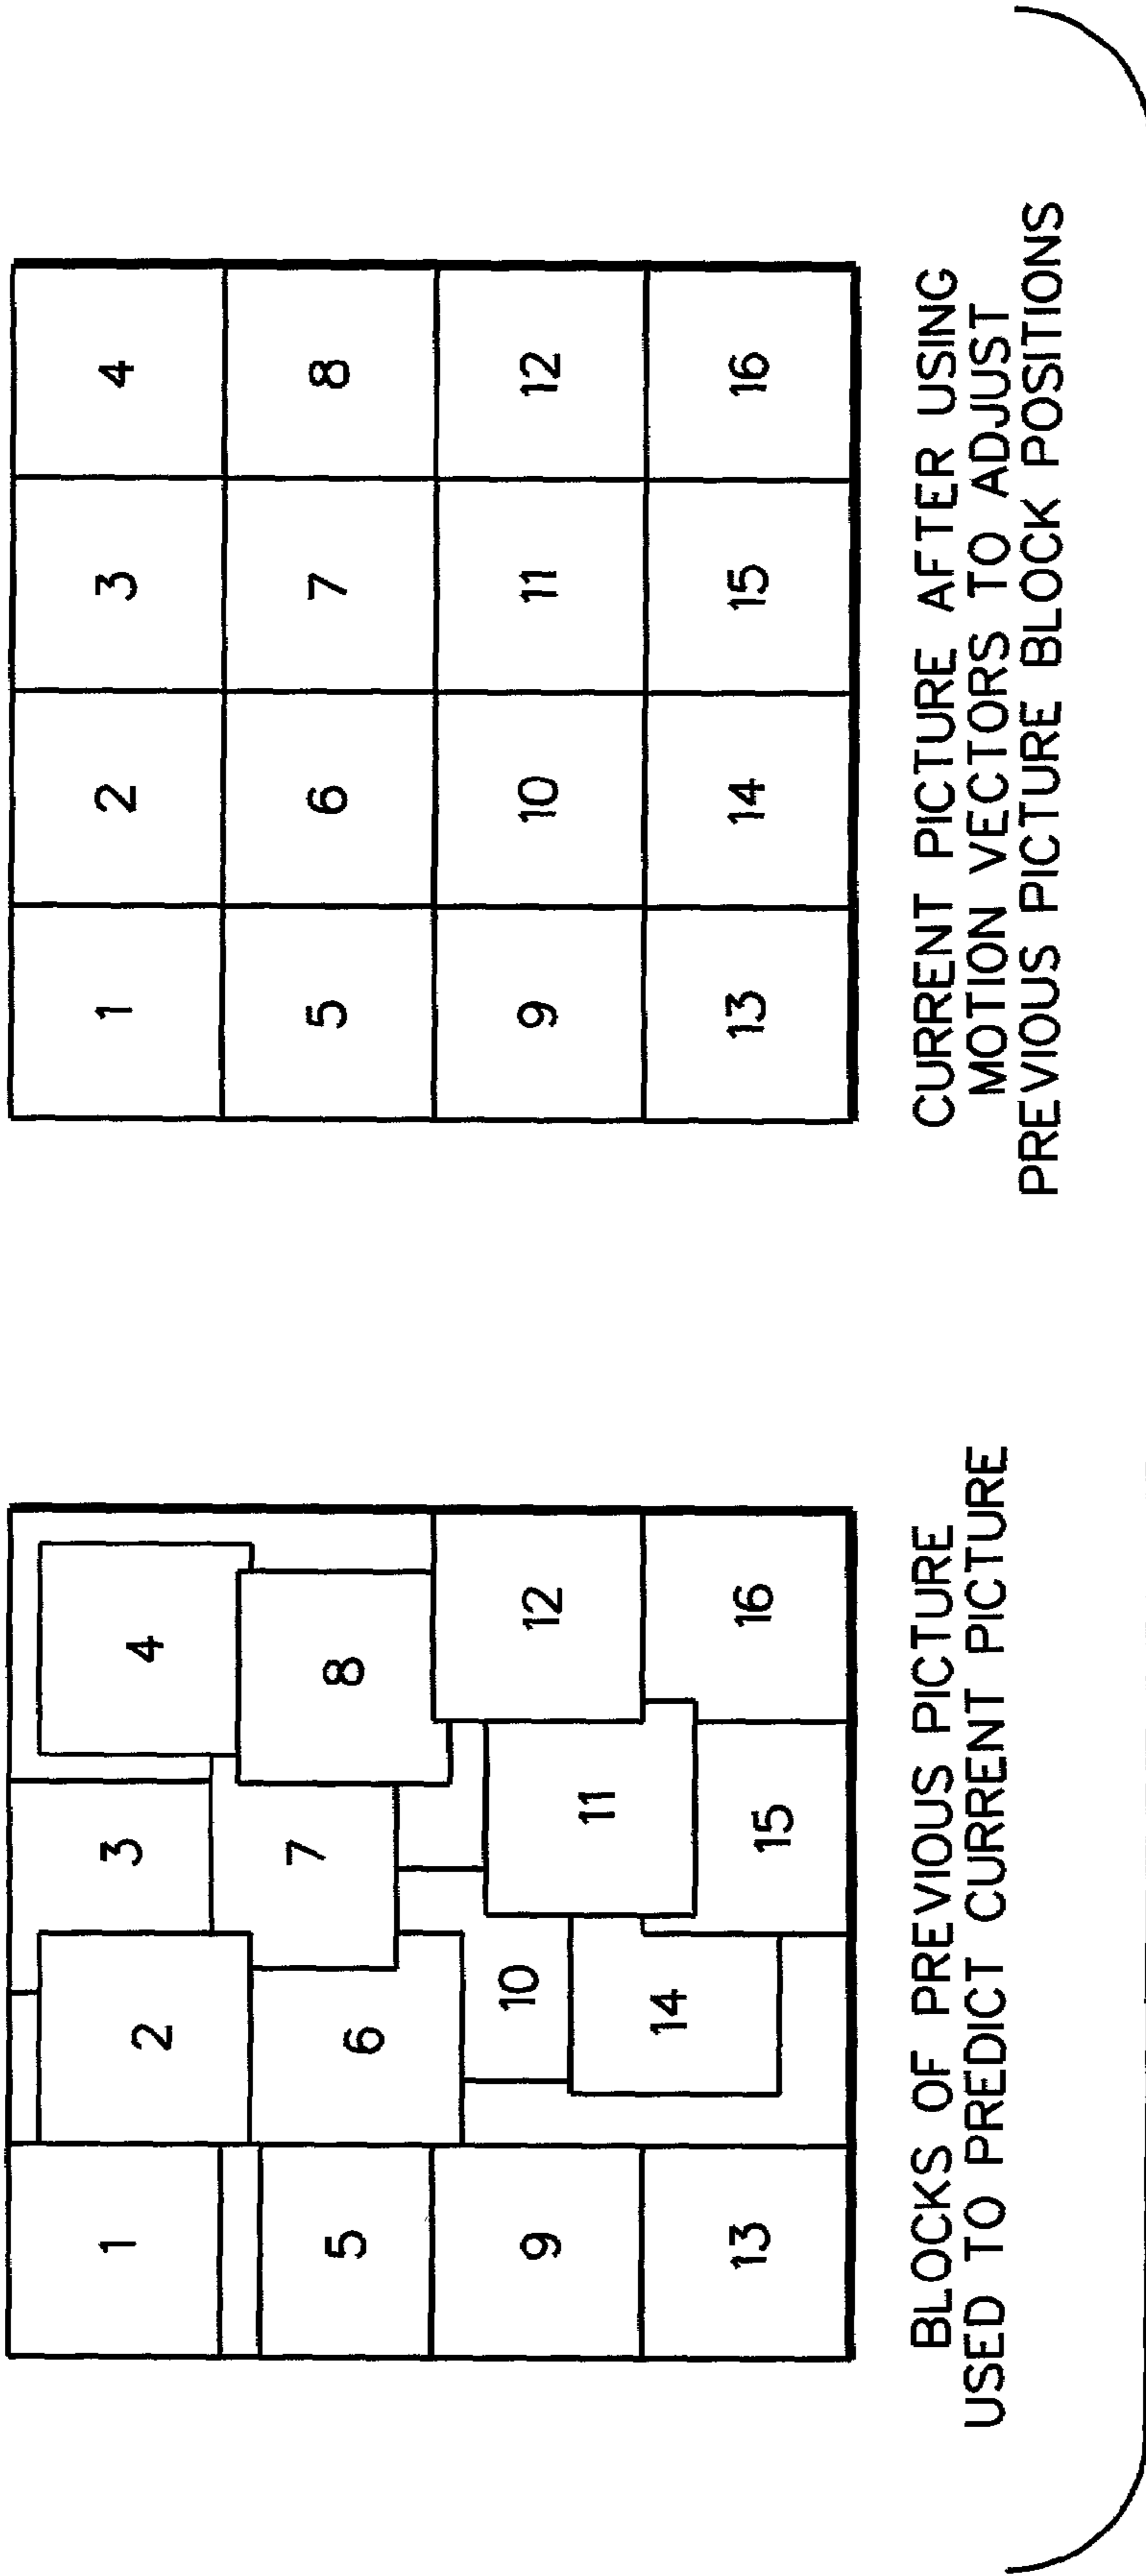 1 2 3 4
5 6 7 8
9 10 11 12
13 14 15 16
BLOCKS OF PREVIOUS PICTURE
USED TO PREDICT CURRENT PICTURE
1 2 3 4
5 6 7 8
9 10 11 12
13 14 15 16
CURRENT PICTURE AFTER USING
MOTION VECTORS TO ADJUST
PREVIOUS PICTURE BLOCK POSITIONS